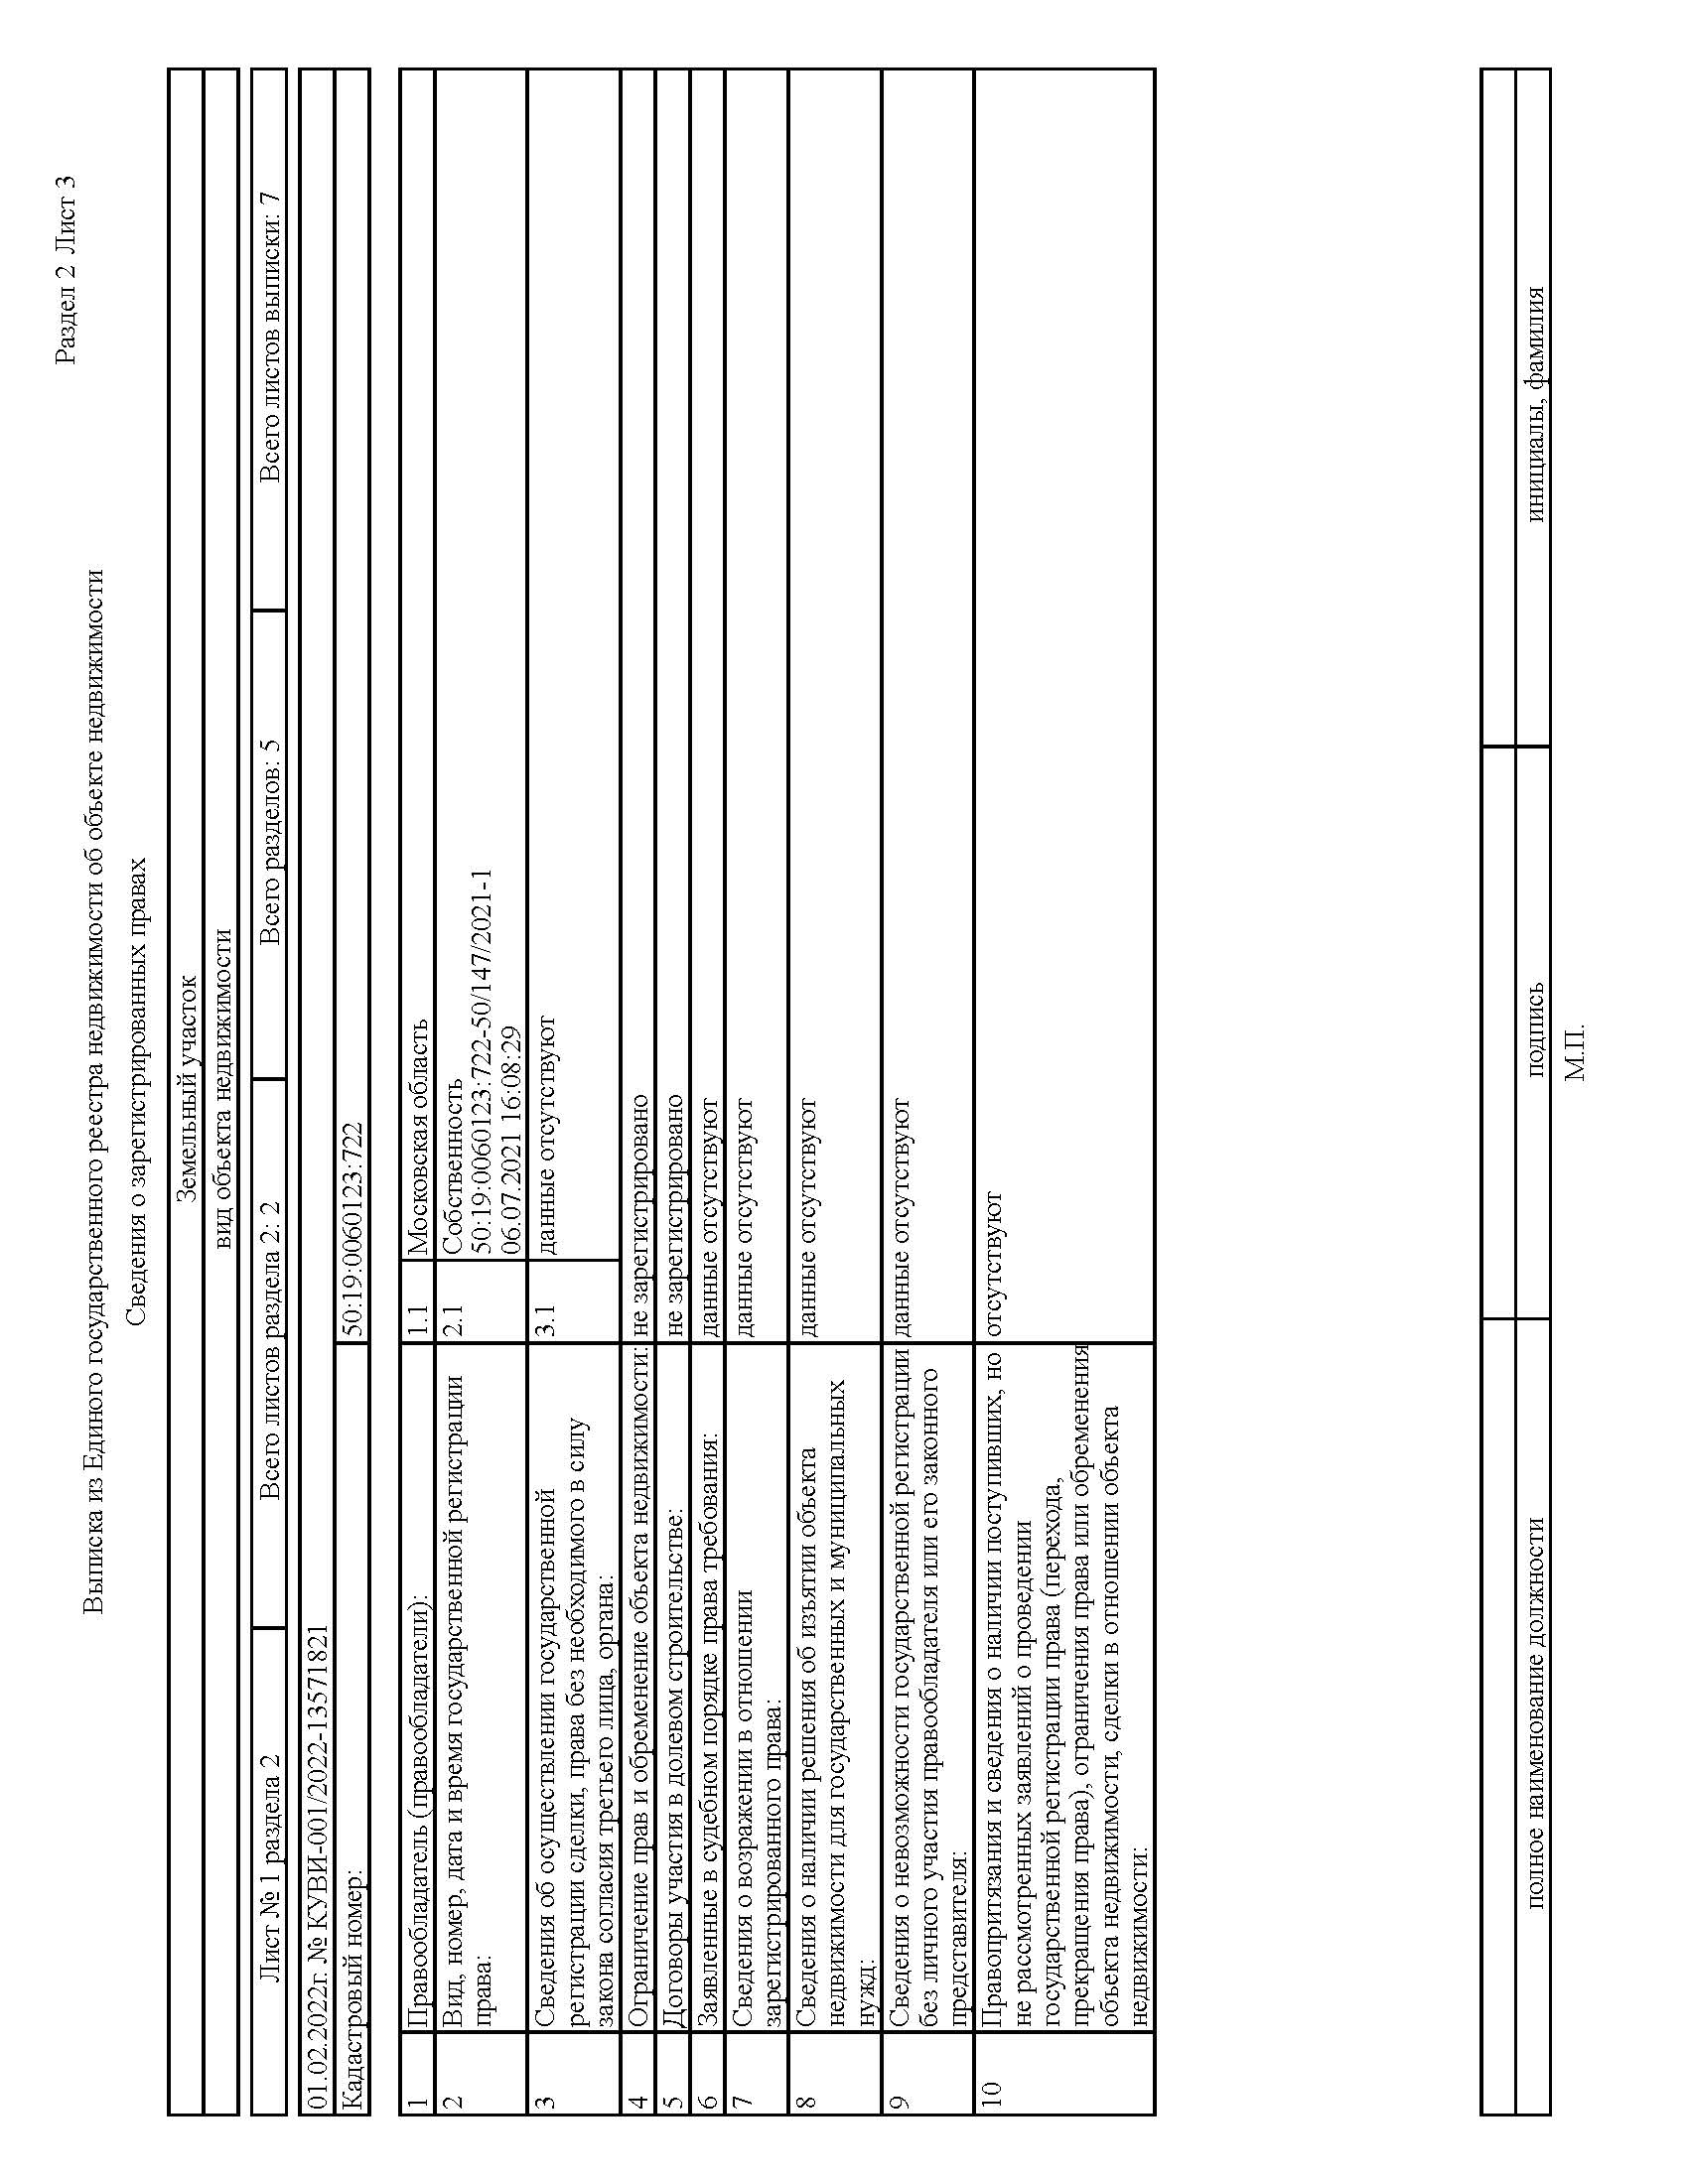 Раздел 2 Лист 3
Выписка из Единого государственного реестра недвижимости об объекте недвижимости
Сведения о зарегистрированных правах
Земельный участок
вид объекта недвижимости
Лист № 1 раздела 2 Всего листов раздела 2: 2 Всего разделов: 5 Всего листов выписки: 7
01.02.2022г. № КУВИ-001/2022-13571821
Кадастровый номер: 50:19:0060123:722
1 Правообладатель (правообладатели): 1.1 Московская область
2 Вид, номер, дата и время государственной регистрации
права:
2.1 Собственность
50:19:0060123:722-50/147/2021-1
06.07.2021 16:08:29
3 Сведения об осуществлении государственной
регистрации сделки, права без необходимого в силу
закона согласия третьего лица, органа:
3.1 данные отсутствуют
4 Ограничение прав и обременение объекта недвижимости: не зарегистрировано
5 Договоры участия в долевом строительстве: не зарегистрировано
6 Заявленные в судебном порядке права требования: данные отсутствуют
7 Сведения о возражении в отношении
зарегистрированного права:
данные отсутствуют
8 Сведения о наличии решения об изъятии объекта
недвижимости для государственных и муниципальных
нужд:
данные отсутствуют
9 Сведения о невозможности государственной регистрации
без личного участия правообладателя или его законного
представителя:
данные отсутствуют
10 Правопритязания и сведения о наличии поступивших, но
не рассмотренных заявлений о проведении
государственной регистрации права (перехода,
прекращения права), ограничения права или обременения
объекта недвижимости, сделки в отношении объекта
недвижимости:
отсутствуют
полное наименование должности подпись инициалы, фамилия
М.П.